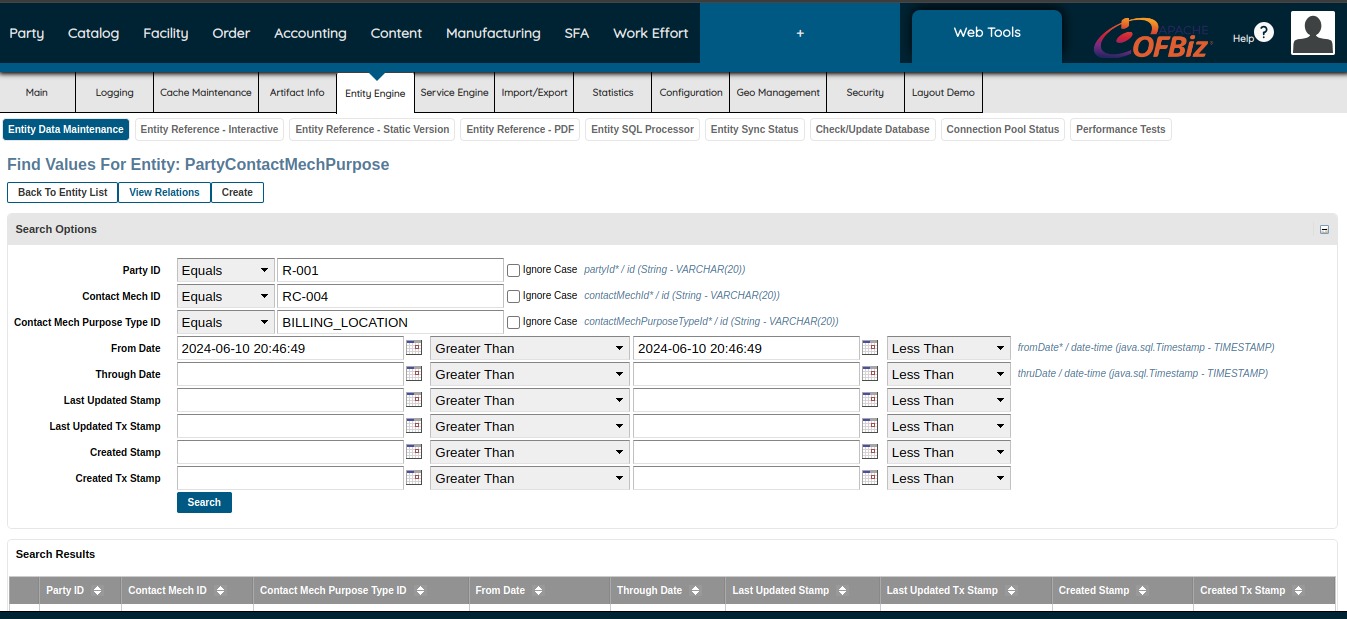 Party Catalog Facility Order Accounting Content Manufacturing SFA Work Effort + Web Tools APACHE OFBiz Help ?
Main Logging Cache Maintenance Artifact Info Entity Engine Service Engine Import/Export Statistics Configuration Geo Management Security Layout Demo
Entity Data Maintenance Entity Reference - Interactive Entity Reference - Static Version Entity Reference - PDF Entity SQL Processor Entity Sync Status Check/Update Database Connection Pool Status Performance Tests
Find Values For Entity: PartyContactMechPurpose
Back To Entity List View Relations Create
Search Options
Party ID Equals R-001 Ignore Case partyId* / id (String - VARCHAR(20))
Contact Mech ID Equals RC-004 Ignore Case contactMechId* / id (String - VARCHAR(20))
Contact Mech Purpose Type ID Equals BILLING_LOCATION Ignore Case contactMechPurposeTypeId* / id (String - VARCHAR(20))
From Date 2024-06-10 20:46:49 Greater Than 2024-06-10 20:46:49 Less Than fromDate* / date-time (java.sql.Timestamp - TIMESTAMP)
Through Date Greater Than Less Than thruDate / date-time (java.sql.Timestamp - TIMESTAMP)
Last Updated Stamp Greater Than Less Than
Last Updated Tx Stamp Greater Than Less Than
Created Stamp Greater Than Less Than
Created Tx Stamp Greater Than Less Than
Search
Search Results
Party ID Contact Mech ID Contact Mech Purpose Type ID From Date Through Date Last Updated Stamp Last Updated Tx Stamp Created Stamp Created Tx Stamp